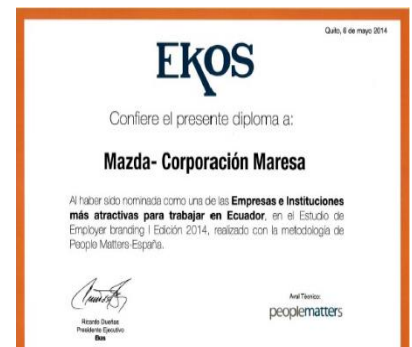 Quito, 8 de mayo 2014
EKOS
Confiere el presente diploma a:
Mazda- Corporación Maresa
Al haber sido nominada como una de las Empresas e Instituciones
más atractivas para trabajar en Ecuador, en el Estudio de
Employer branding I Edición 2014, realizado con la metodología de
People Matters-España.
Ricardo Dueñas
Presidente Ejecutivo
Aval Técnico:
peoplematters